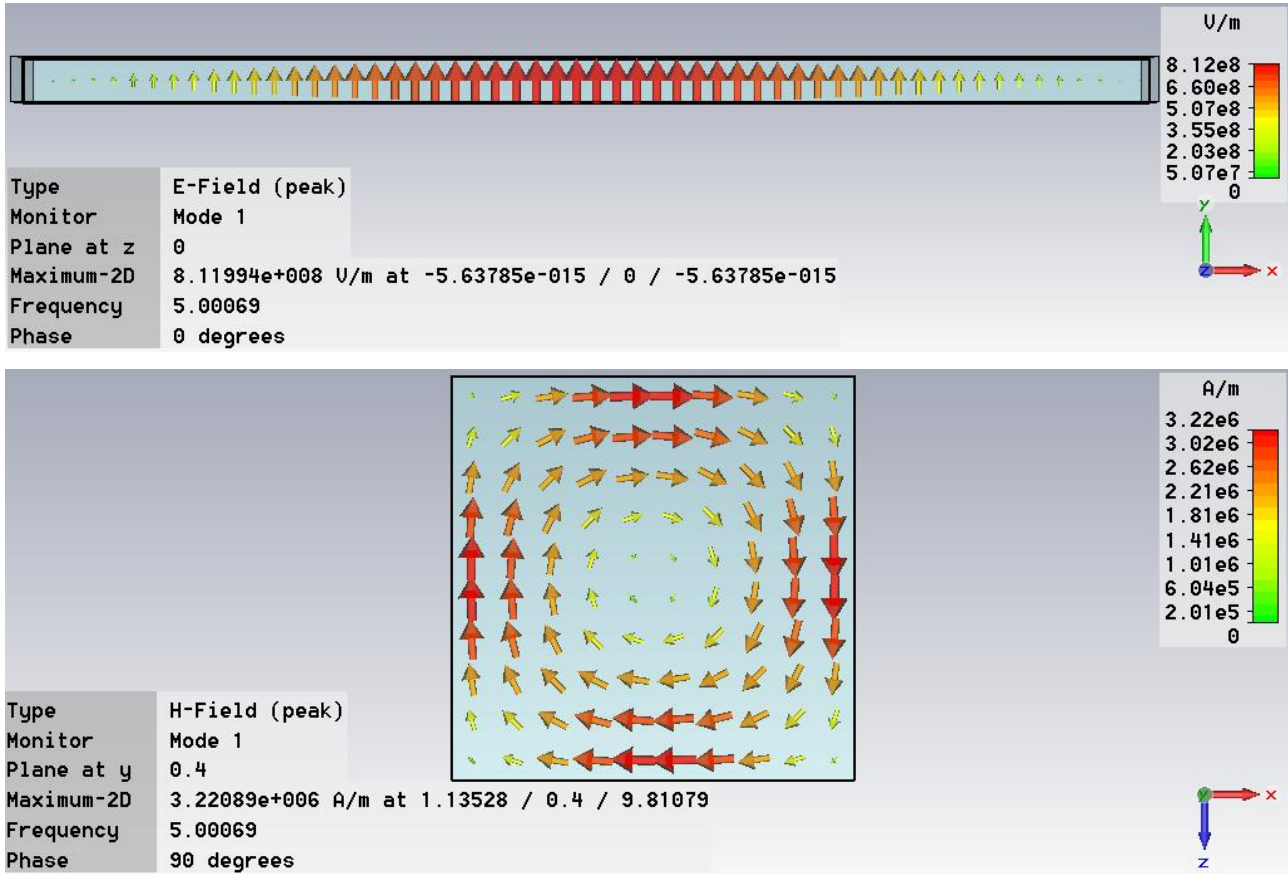 V/m
8.12e8
6.60e8
5.07e8
3.55e8
2.03e8
5.07e7
0
Type E-Field (peak)
Monitor Mode 1
Plane at z 0
Maximum-2D 8.11994e+008 V/m at -5.63785e-015 / 0 / -5.63785e-015
Frequency 5.00069
Phase 0 degrees
Y
Z
X
A/m
3.22e6
3.02e6
2.62e6
2.21e6
1.81e6
1.41e6
1.01e6
6.04e5
2.01e5
0
Type H-Field (peak)
Monitor Mode 1
Plane at y 0.4
Maximum-2D 3.22089e+006 A/m at 1.13528 / 0.4 / 9.81079
Frequency 5.00069
Phase 90 degrees
Y
X
Z